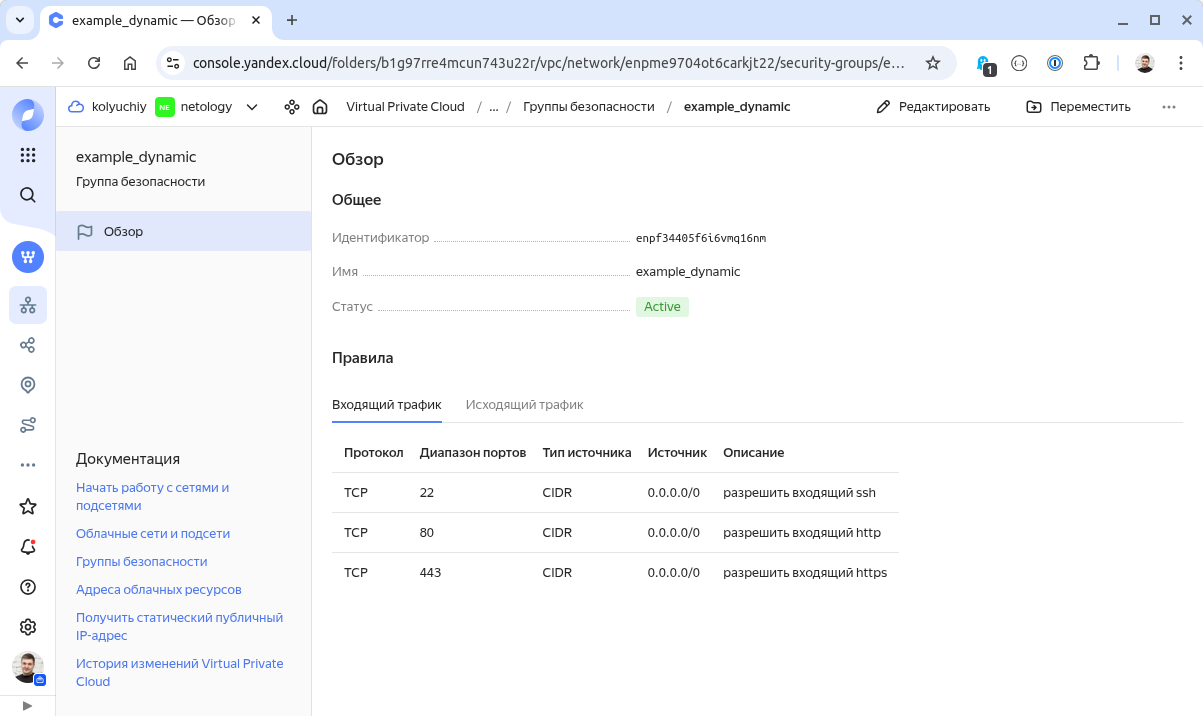 example_dynamic — Обзор
console.yandex.cloud/folders/b1g97rre4mcun743u22r/vpc/network/enpme9704ot6carkjt22/security-groups/e...
1
kolyuchiy NE netology Virtual Private Cloud / ... / Группы безопасности / example_dynamic Редактировать Переместить
example_dynamic
Группа безопасности
Обзор
Документация
Начать работу с сетями и
подсетями
Облачные сети и подсети
Группы безопасности
Адреса облачных ресурсов
Получить статический публичный
IP-адрес
История изменений Virtual Private
Cloud
Обзор
Общее
Идентификатор enpf34405f6i6vmq16nm
Имя example_dynamic
Статус Active
Правила
Входящий трафик Исходящий трафик
Протокол Диапазон портов Тип источника Источник Описание
TCP 22 CIDR 0.0.0.0/0 разрешить входящий ssh
TCP 80 CIDR 0.0.0.0/0 разрешить входящий http
TCP 443 CIDR 0.0.0.0/0 разрешить входящий https